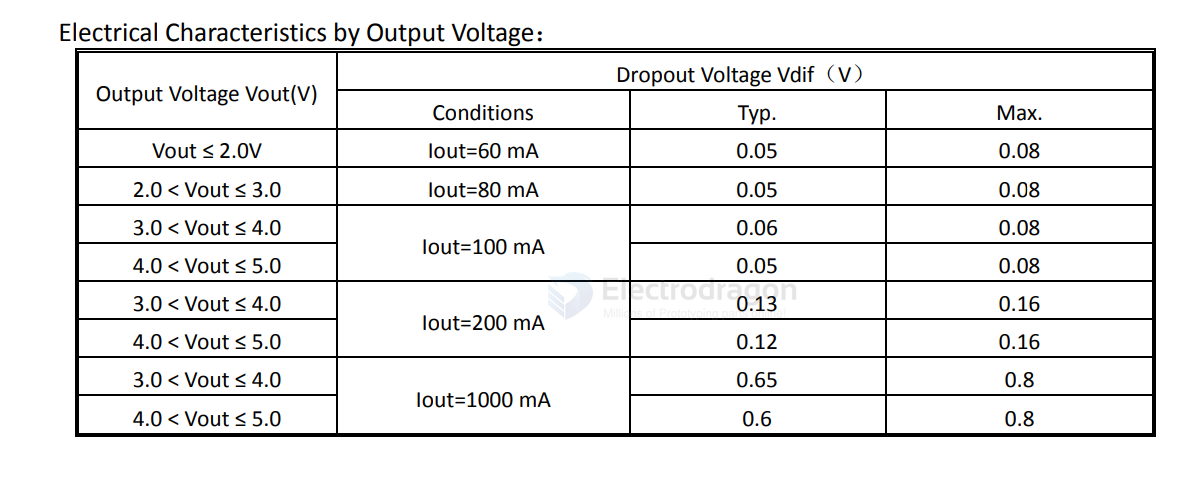 Electrical Characteristics by Output Voltage：
Output Voltage Vout(V)
Dropout Voltage Vdif（V）
Conditions Typ. Max.
Vout ≤ 2.0V Iout=60 mA 0.05 0.08
2.0 < Vout ≤ 3.0 Iout=80 mA 0.05 0.08
3.0 < Vout ≤ 4.0 Iout=100 mA 0.06 0.08
4.0 < Vout ≤ 5.0 0.05 0.08
Electrodragon
Millions of Prototyping
3.0 < Vout ≤ 4.0 Iout=200 mA 0.13 0.16
4.0 < Vout ≤ 5.0 0.12 0.16
3.0 < Vout ≤ 4.0 Iout=1000 mA 0.65 0.8
4.0 < Vout ≤ 5.0 0.6 0.8